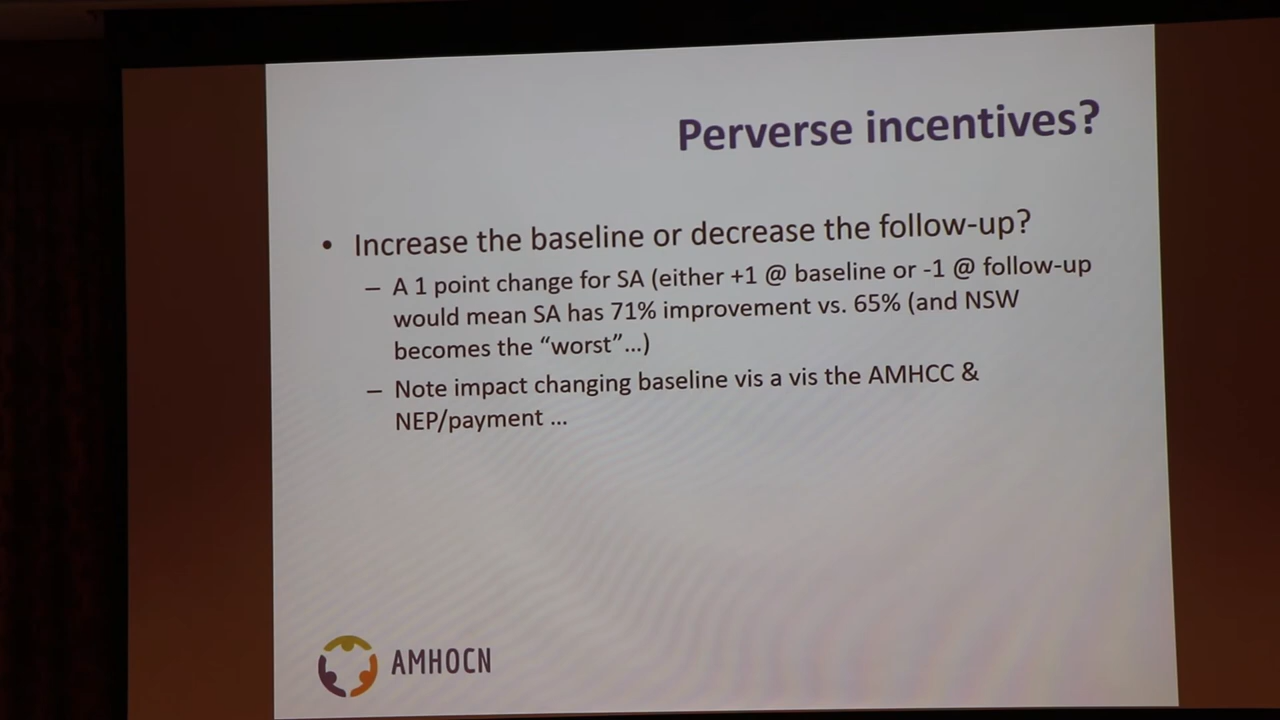 Perverse incentives?
• Increase the baseline or decrease the follow-up?
– A 1 point change for SA (either +1 @ baseline or -1 @ follow-up
would mean SA has 71% improvement vs. 65% (and NSW
becomes the “worst”…)
– Note impact changing baseline vis a vis the AMHCC &
NEP/payment …
AMHOCN